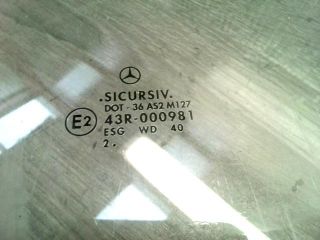 .SICURSIV.
DOT - 36 AS2 M127
E2 43R-000981
ESG WD 40
2.